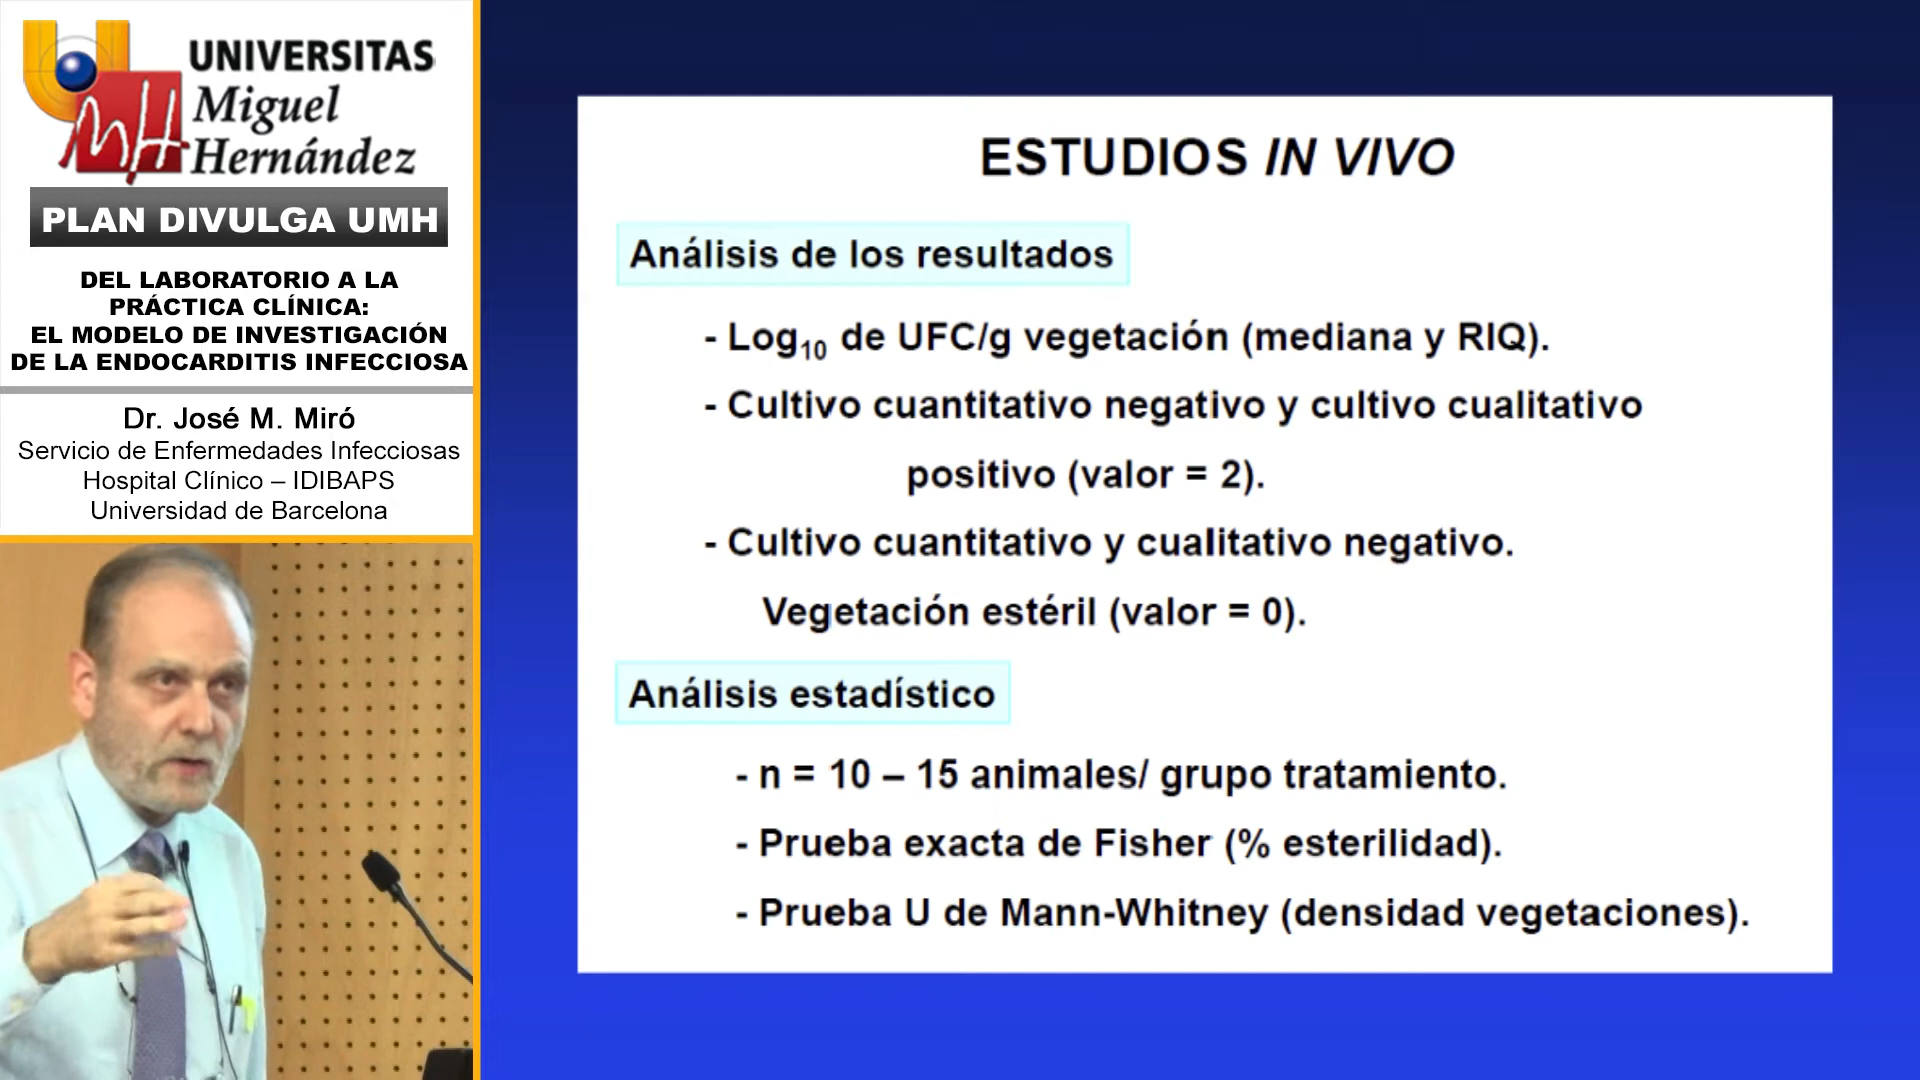 UNIVERSITAS
Miguel
Hernández
PLAN DIVULGA UMH
DEL LABORATORIO A LA
PRÁCTICA CLÍNICA:
EL MODELO DE INVESTIGACIÓN
DE LA ENDOCARDITIS INFECCIOSA
Dr. José M. Miró
Servicio de Enfermedades Infecciosas
Hospital Clínico – IDIBAPS
Universidad de Barcelona
ESTUDIOS IN VIVO
Análisis de los resultados
- Log10 de UFC/g vegetación (mediana y RIQ).
- Cultivo cuantitativo negativo y cultivo cualitativo
positivo (valor = 2).
- Cultivo cuantitativo y cualitativo negativo.
Vegetación estéril (valor = 0).
Análisis estadístico
- n = 10 – 15 animales/ grupo tratamiento.
- Prueba exacta de Fisher (% esterilidad).
- Prueba U de Mann-Whitney (densidad vegetaciones).